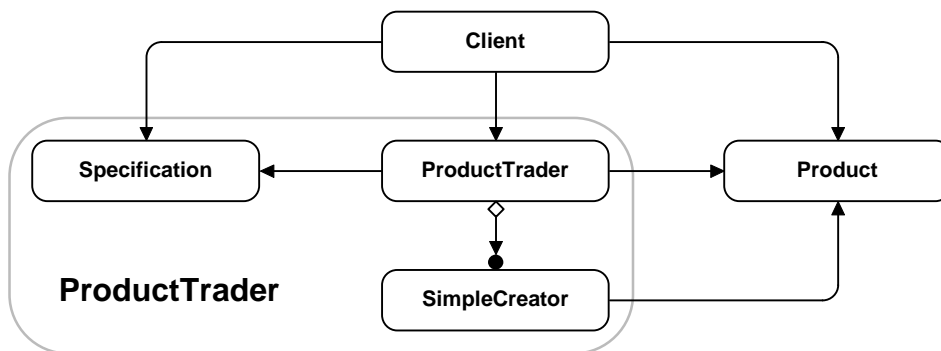 Client
Specification
ProductTrader
Product
ProductTrader
SimpleCreator